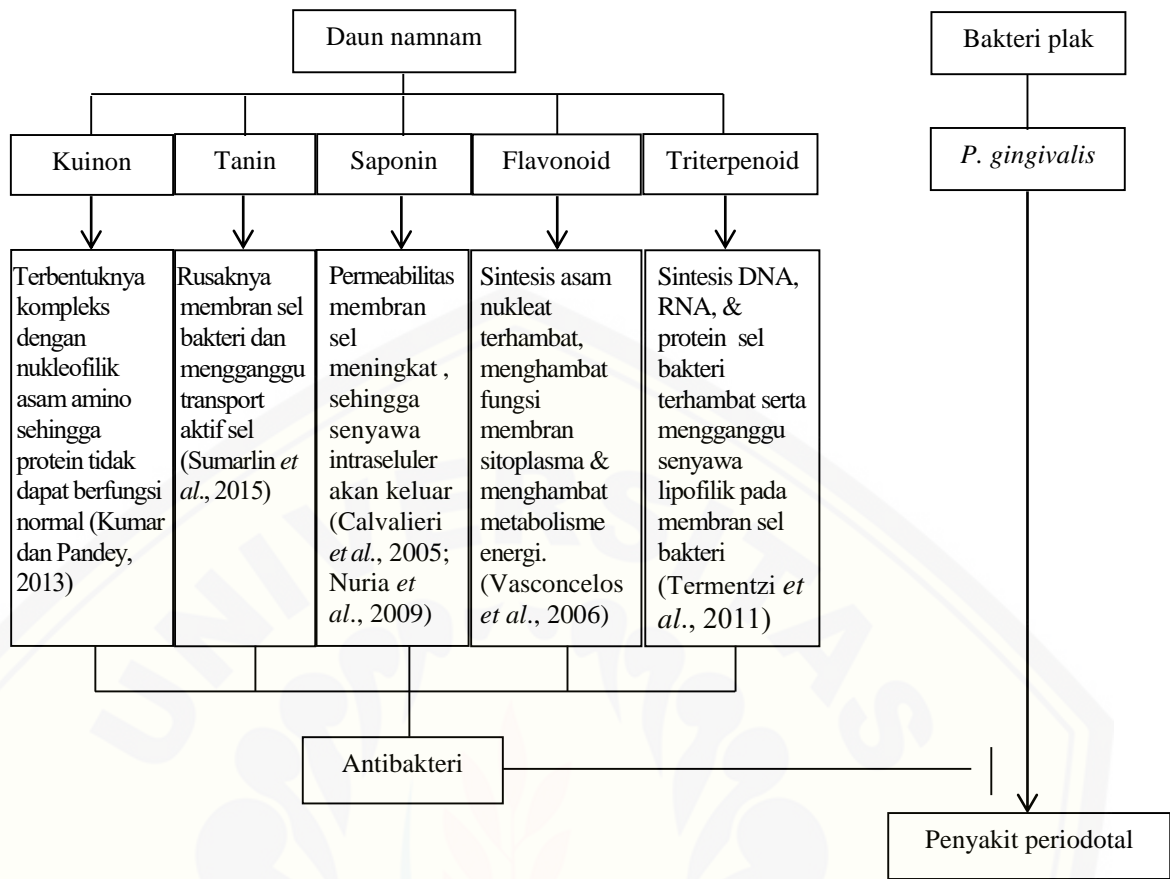 Daun namnam
Bakteri plak
Kuinon
Tanin
Saponin
Flavonoid
Triterpenoid
P. gingivalis
Terbentuknya
kompleks
dengan
nukleofilik
asam amino
sehingga
protein tidak
dapat berfungsi
normal (Kumar
dan Pandey,
2013)
Rusaknya
membran sel
bakteri dan
mengganggu
transport
aktif sel
(Sumarlin et
al., 2015)
Permeabilitas
membran
sel
meningkat ,
sehingga
senyawa
intraseluler
akan keluar
(Calvalieri
et al., 2005;
Nuria et
al., 2009)
Sintesis asam
nukleat
terhambat,
menghambat
fungsi
membran
sitoplasma &
menghambat
metabolisme
energi.
(Vasconcelos
et al., 2006)
Sintesis DNA,
RNA, &
protein sel
bakteri
terhambat serta
mengganggu
senyawa
lipofilik pada
membran sel
bakteri
(Termentzi et
al., 2011)
UNIVERSITAS
Antibakteri
Penyakit periodotal